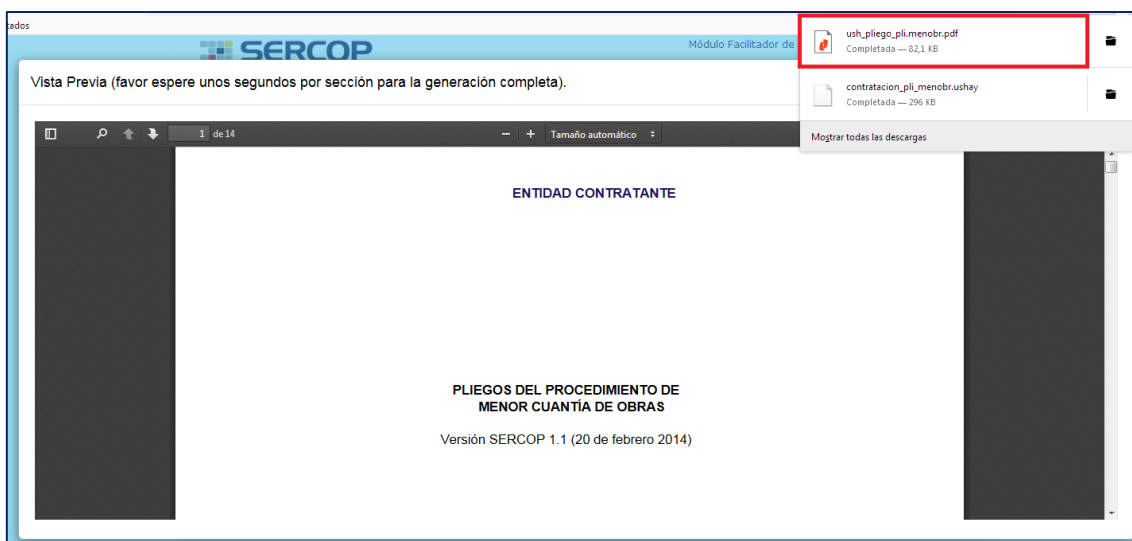 tados
SERCOP
Módulo Facilitador de
ush_pliego_pli.menobr.pdf
Completada — 82,1 KB
contratacion_pli_menobr.ushay
Completada — 296 KB
Mostrar todas las descargas
Vista Previa (favor espere unos segundos por sección para la generación completa).
1 de 14
Tamaño automático
ENTIDAD CONTRATANTE
PLIEGOS DEL PROCEDIMIENTO DE
MENOR CUANTÍA DE OBRAS
Versión SERCOP 1.1 (20 de febrero 2014)